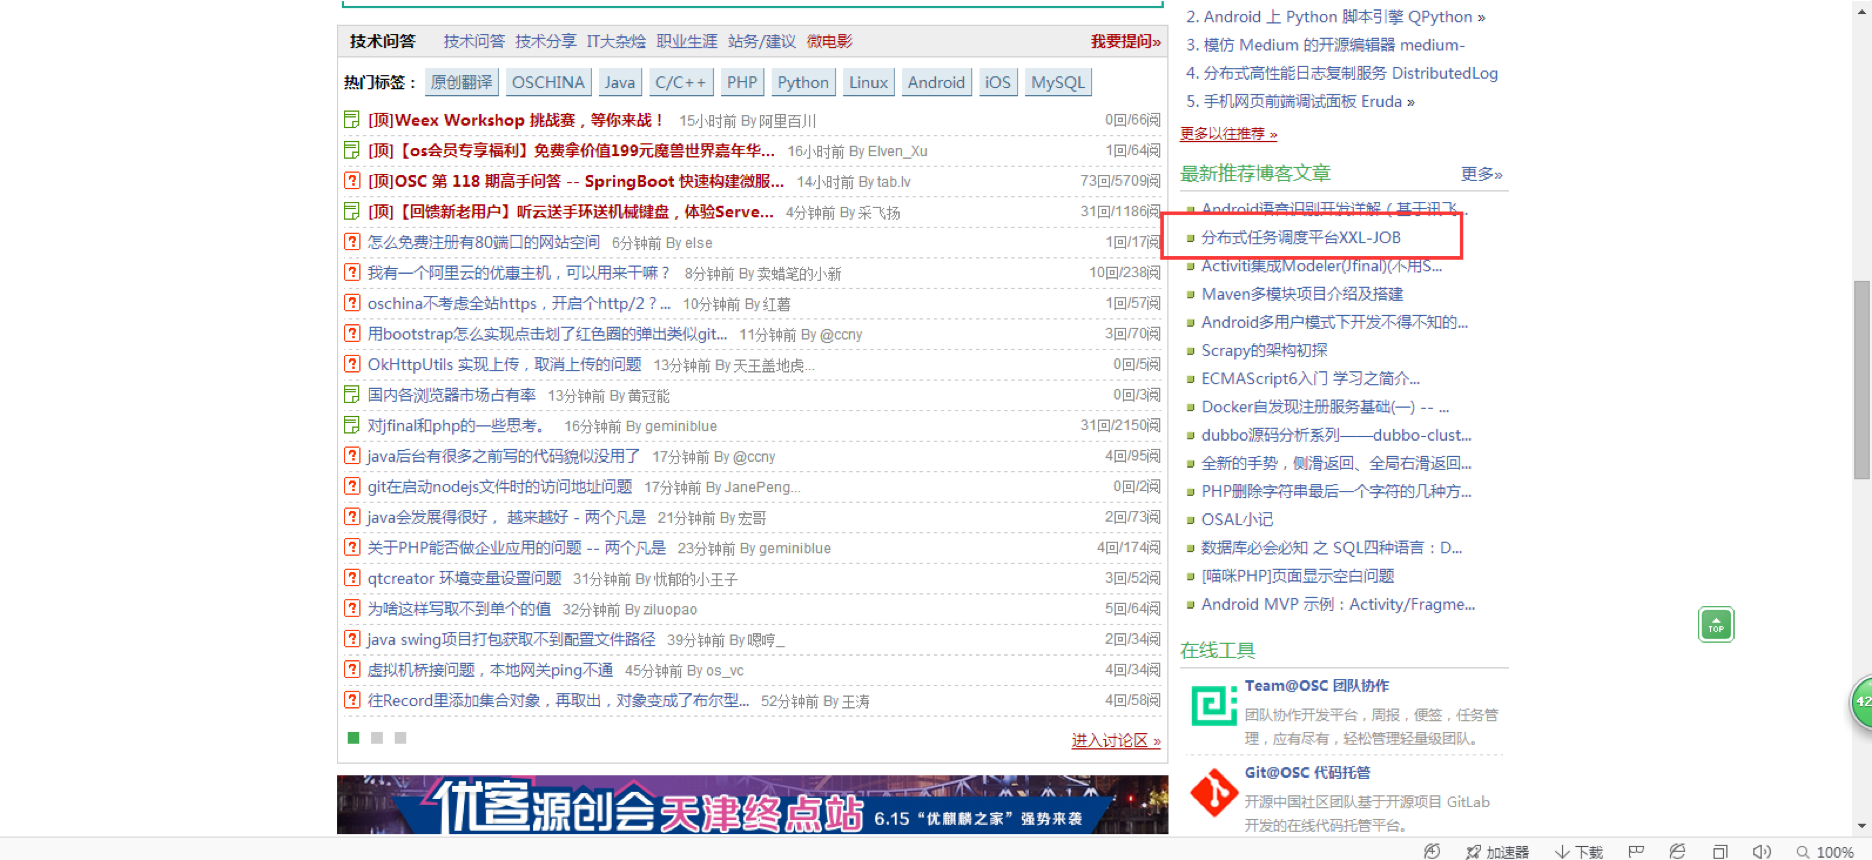 技术问答 技术问答 技术分享 IT大杂烩 职业生涯 站务/建议 微电影 我要提问»
热门标签： 原创翻译 OSCHINA Java C/C++ PHP Python Linux Android iOS MySQL
[顶]Weex Workshop 挑战赛，等你来战！ 15小时前 By 阿里百川 0回/66阅
[顶]【os会员专享福利】免费拿价值199元魔兽世界嘉年华... 16小时前 By Elven_Xu 1回/64阅
[顶]OSC 第 118 期高手问答 -- SpringBoot 快速构建微服... 14小时前 By tab.lv 73回/5709阅
[顶]【回馈新老用户】听云送手环送机械键盘，体验Serve... 4分钟前 By 采飞扬 31回/1186阅
怎么免费注册有80端口的网站空间 6分钟前 By else 1回/17阅
我有一个阿里云的优惠主机，可以用来干嘛？ 8分钟前 By 卖蜡笔的小新 10回/238阅
oschina不考虑全站https，开启个http/2？... 10分钟前 By 红薯 1回/57阅
用bootstrap怎么实现点击划了红色圈的弹出类似git... 11分钟前 By @ccny 3回/70阅
OkHttpUtils 实现上传，取消上传的问题 13分钟前 By 天王盖地虎... 0回/5阅
国内各浏览器市场占有率 13分钟前 By 黄冠能 0回/3阅
对jfinal和php的一些思考。 16分钟前 By geminiblue 31回/2150阅
java后台有很多之前写的代码貌似没用了 17分钟前 By @ccny 4回/95阅
git在启动nodejs文件时的访问地址问题 17分钟前 By JanePeng... 0回/2阅
java会发展得很好， 越来越好 - 两个凡是 21分钟前 By 宏哥 2回/73阅
关于PHP能否做企业应用的问题 -- 两个凡是 23分钟前 By geminiblue 4回/174阅
qtcreator 环境变量设置问题 31分钟前 By 忧郁的小王子 3回/52阅
为啥这样写取不到单个的值 32分钟前 By ziluopao 5回/64阅
java swing项目打包获取不到配置文件路径 39分钟前 By 嗯哼_ 2回/34阅
虚拟机桥接问题，本地网关ping不通 45分钟前 By os_vc 4回/34阅
往Record里添加集合对象，再取出，对象变成了布尔型... 52分钟前 By 王涛 4回/58阅
进入讨论区 »
优客源创会天津终点站 6.15“优麒麟之家”强势来袭
2. Android 上 Python 脚本引擎 QPython »
3. 模仿 Medium 的开源编辑器 medium-
4. 分布式高性能日志复制服务 DistributedLog
5. 手机网页前端调试面板 Eruda »
更多以往推荐 »
最新推荐博客文章 更多»
Android语音识别开发详解（基于讯飞...
分布式任务调度平台XXL-JOB
Activiti集成Modeler(Jfinal)(不用S...
Maven多模块项目介绍及搭建
Android多用户模式下开发不得不知的...
Scrapy的架构初探
ECMAScript6入门 学习之简介...
Docker自发现注册服务基础(一) -- ...
dubbo源码分析系列——dubbo-clust...
全新的手势，侧滑返回、全局右滑返回...
PHP删除字符串最后一个字符的几种方...
OSAL小记
数据库必会必知 之 SQL四种语言：D...
[喵咪PHP]页面显示空白问题
Android MVP 示例：Activity/Fragme...
在线工具
Team@OSC 团队协作
团队协作开发平台，周报，便签，任务管
理，应有尽有，轻松管理轻量级团队。
Git@OSC 代码托管
开源中国社区团队基于开源项目 GitLab
开发的在线代码托管平台。
TOP
42
加速器 下载 100%